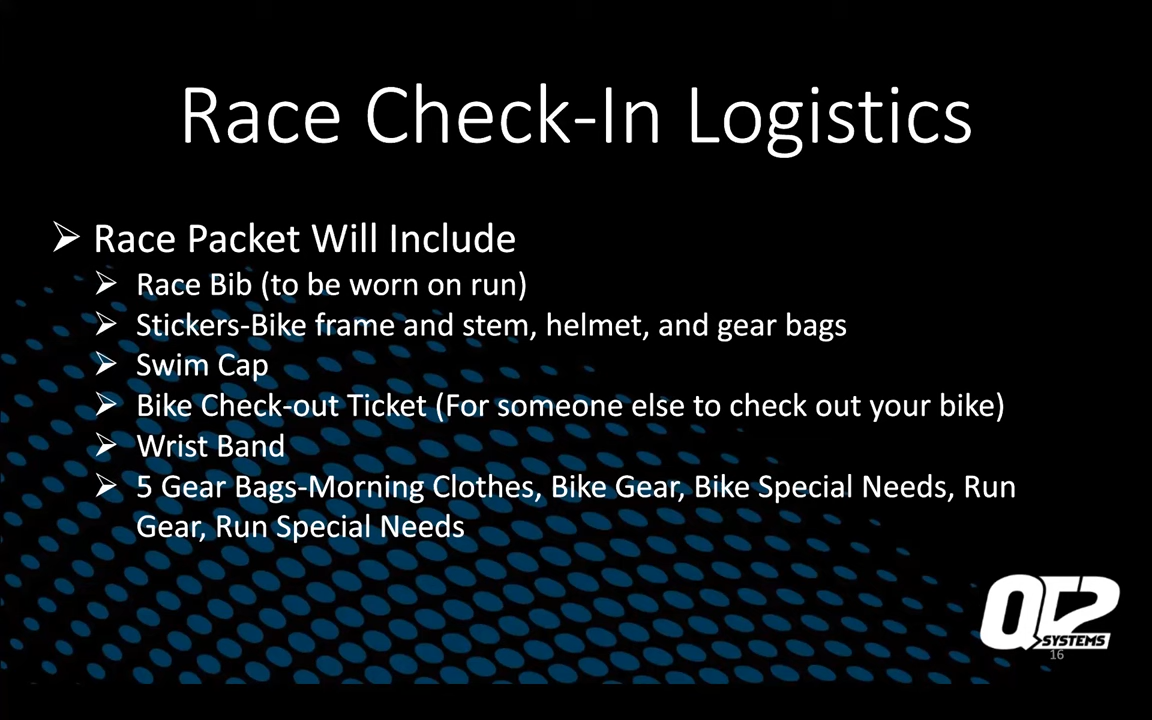 Race Check-In Logistics
➢ Race Packet Will Include
➢ Race Bib (to be worn on run)
➢ Stickers-Bike frame and stem, helmet, and gear bags
➢ Swim Cap
➢ Bike Check-out Ticket (For someone else to check out your bike)
➢ Wrist Band
➢ 5 Gear Bags-Morning Clothes, Bike Gear, Bike Special Needs, Run
Gear, Run Special Needs
QT2
SYSTEMS
16